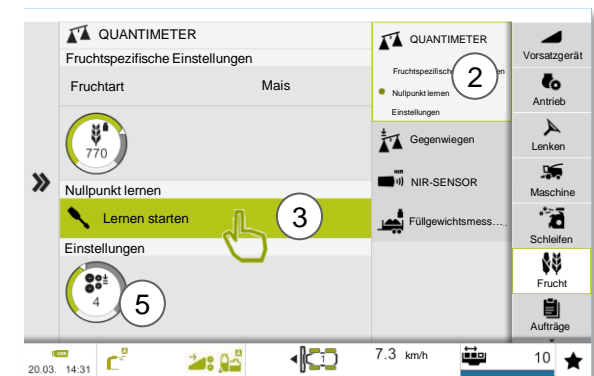 QUANTIMETER
Fruchtspezifische Einstellungen
Fruchtart Mais
770
Nullpunkt lernen
Lernen starten 3
Einstellungen
4 5
QUANTIMETER
2
Nullpunkt lernen
Einstellungen
Gegenwiegen
NIR
NIR-SENSOR
Füllgewichtsmess...
Vorsatzgerät
Antrieb
Lenken
Maschine
Schleifen
Frucht
Aufträge
20.03. 14:31
A
A
1
7.3 km/h
10